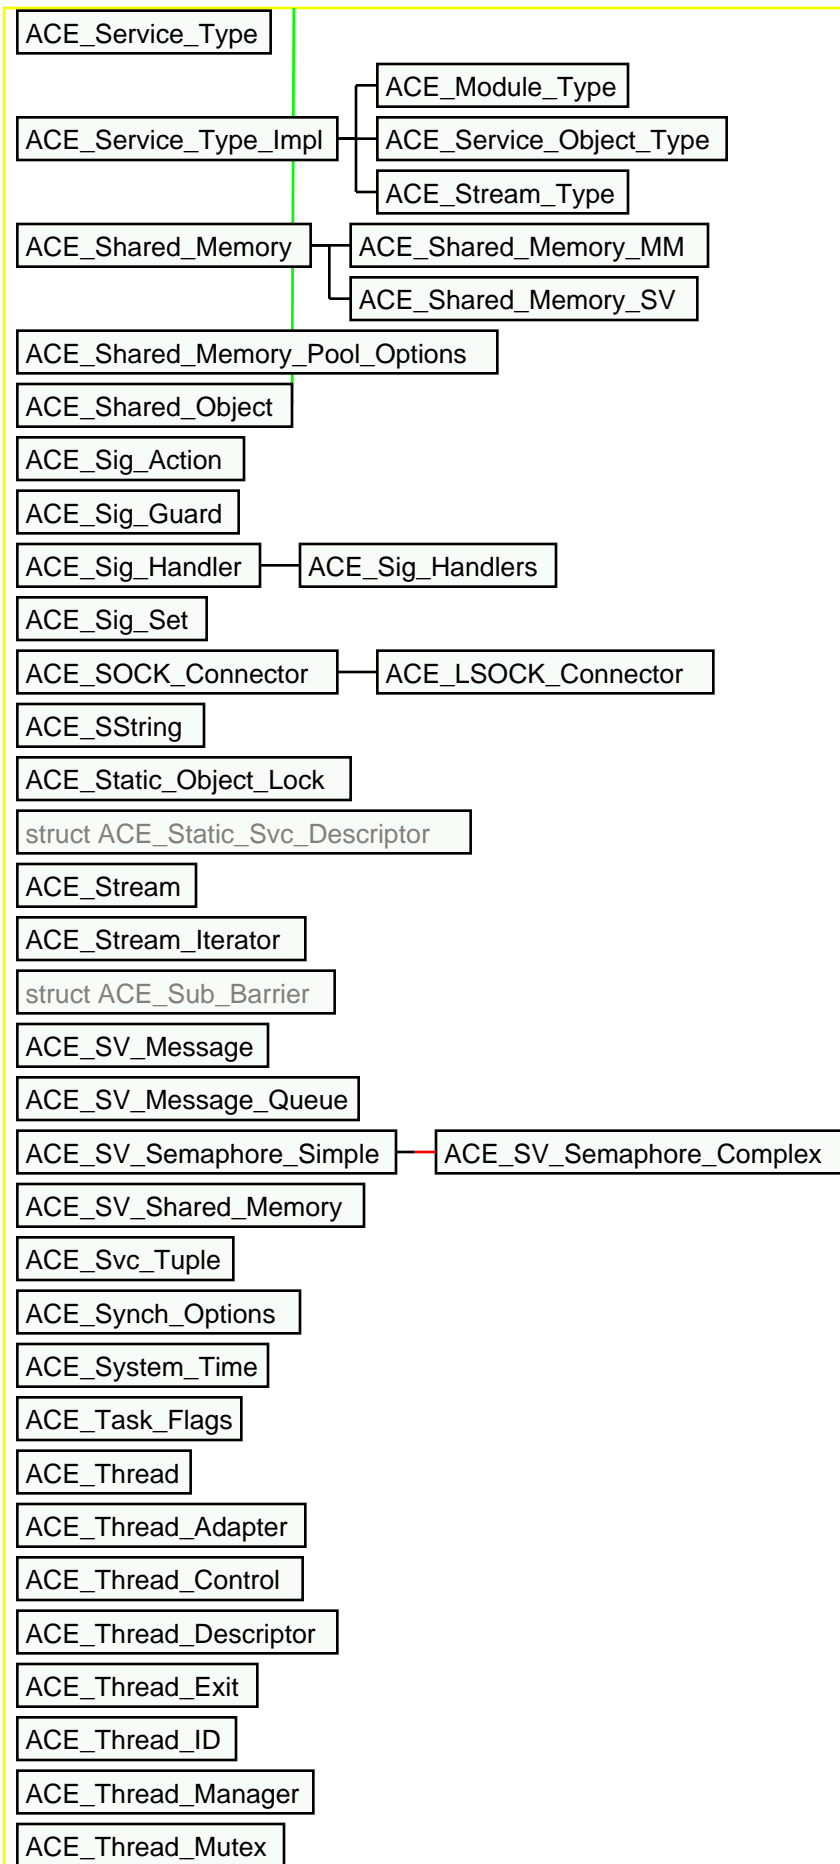 ACE_Service_Type
ACE_Module_Type
ACE_Service_Type_Impl ACE_Service_Object_Type
ACE_Stream_Type
ACE_Shared_Memory ACE_Shared_Memory_MM
ACE_Shared_Memory_SV
ACE_Shared_Memory_Pool_Options
ACE_Shared_Object
ACE_Sig_Action
ACE_Sig_Guard
ACE_Sig_Handler ACE_Sig_Handlers
ACE_Sig_Set
ACE_SOCK_Connector ACE_LSOCK_Connector
ACE_SString
ACE_Static_Object_Lock
struct ACE_Static_Svc_Descriptor
ACE_Stream
ACE_Stream_Iterator
struct ACE_Sub_Barrier
ACE_SV_Message
ACE_SV_Message_Queue
ACE_SV_Semaphore_Simple ACE_SV_Semaphore_Complex
ACE_SV_Shared_Memory
ACE_Svc_Tuple
ACE_Synch_Options
ACE_System_Time
ACE_Task_Flags
ACE_Thread
ACE_Thread_Adapter
ACE_Thread_Control
ACE_Thread_Descriptor
ACE_Thread_Exit
ACE_Thread_ID
ACE_Thread_Manager
ACE_Thread_Mutex